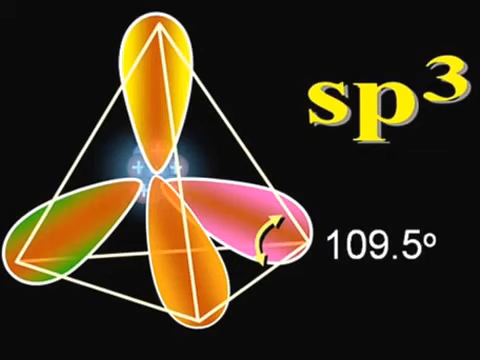 sp³
109.5º
+ +
+ +